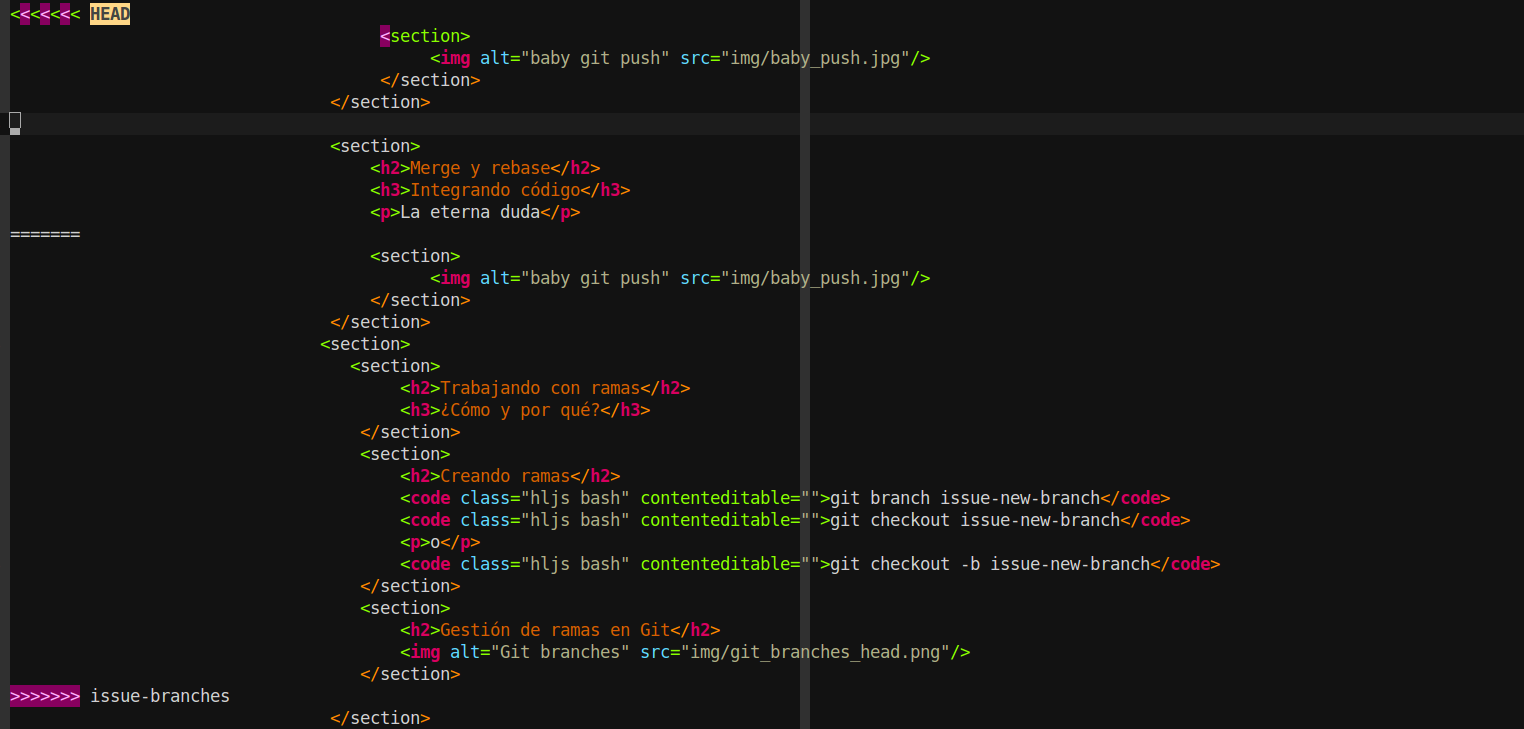 <<<<<<< HEAD
<section>
<img alt="baby git push" src="img/baby_push.jpg"/>
</section>
</section>
<section>
<h2>Merge y rebase</h2>
<h3>Integrando código</h3>
<p>La eterna duda</p>
=======
<section>
<img alt="baby git push" src="img/baby_push.jpg"/>
</section>
</section>
<section>
<section>
<h2>Trabajando con ramas</h2>
<h3>¿Cómo y por qué?</h3>
</section>
<section>
<h2>Creando ramas</h2>
<code class="hljs bash" contenteditable="">git branch issue-new-branch</code>
<code class="hljs bash" contenteditable="">git checkout issue-new-branch</code>
<p>o</p>
<code class="hljs bash" contenteditable="">git checkout -b issue-new-branch</code>
</section>
<section>
<h2>Gestión de ramas en Git</h2>
<img alt="Git branches" src="img/git_branches_head.png"/>
</section>
>>>>>>> issue-branches
</section>